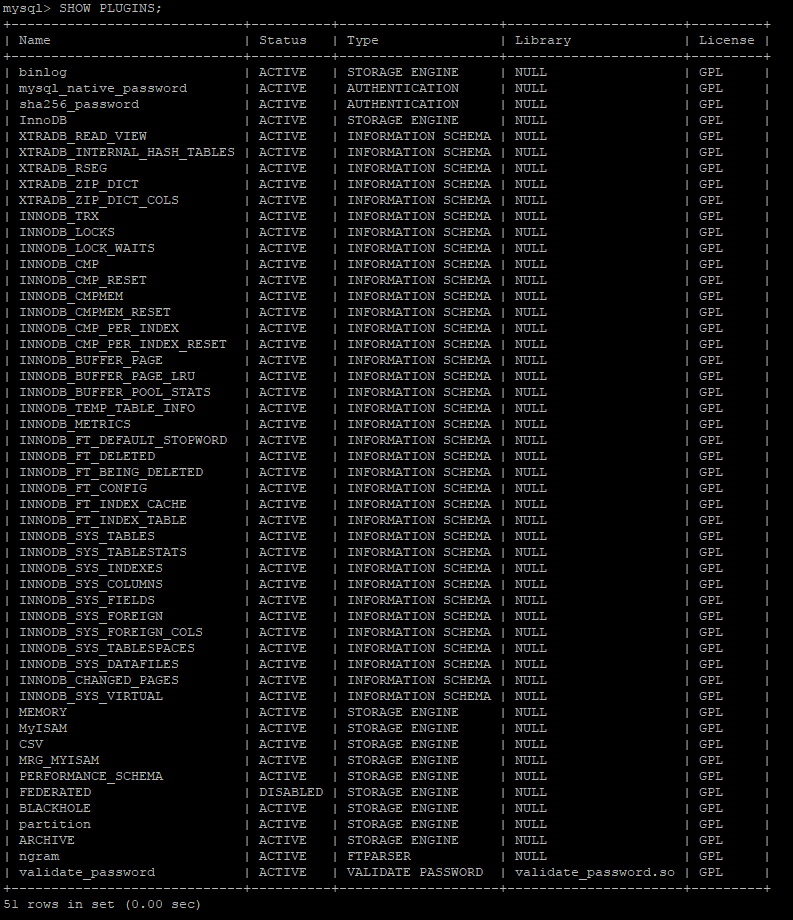 mysql> SHOW PLUGINS;
+-----------------------------+----------+--------------------+----------------------+---------+
| Name                        | Status   | Type               | Library              | License |
+-----------------------------+----------+--------------------+----------------------+---------+
| binlog                      | ACTIVE   | STORAGE ENGINE     | NULL                 | GPL     |
| mysql_native_password       | ACTIVE   | AUTHENTICATION     | NULL                 | GPL     |
| sha256_password             | ACTIVE   | AUTHENTICATION     | NULL                 | GPL     |
| InnoDB                      | ACTIVE   | STORAGE ENGINE     | NULL                 | GPL     |
| XTRADB_READ_VIEW            | ACTIVE   | INFORMATION SCHEMA | NULL                 | GPL     |
| XTRADB_INTERNAL_HASH_TABLES | ACTIVE   | INFORMATION SCHEMA | NULL                 | GPL     |
| XTRADB_RSEG                 | ACTIVE   | INFORMATION SCHEMA | NULL                 | GPL     |
| XTRADB_ZIP_DICT             | ACTIVE   | INFORMATION SCHEMA | NULL                 | GPL     |
| XTRADB_ZIP_DICT_COLS        | ACTIVE   | INFORMATION SCHEMA | NULL                 | GPL     |
| INNODB_TRX                  | ACTIVE   | INFORMATION SCHEMA | NULL                 | GPL     |
| INNODB_LOCKS                | ACTIVE   | INFORMATION SCHEMA | NULL                 | GPL     |
| INNODB_LOCK_WAITS           | ACTIVE   | INFORMATION SCHEMA | NULL                 | GPL     |
| INNODB_CMP                  | ACTIVE   | INFORMATION SCHEMA | NULL                 | GPL     |
| INNODB_CMP_RESET            | ACTIVE   | INFORMATION SCHEMA | NULL                 | GPL     |
| INNODB_CMPMEM               | ACTIVE   | INFORMATION SCHEMA | NULL                 | GPL     |
| INNODB_CMPMEM_RESET         | ACTIVE   | INFORMATION SCHEMA | NULL                 | GPL     |
| INNODB_CMP_PER_INDEX        | ACTIVE   | INFORMATION SCHEMA | NULL                 | GPL     |
| INNODB_CMP_PER_INDEX_RESET  | ACTIVE   | INFORMATION SCHEMA | NULL                 | GPL     |
| INNODB_BUFFER_PAGE          | ACTIVE   | INFORMATION SCHEMA | NULL                 | GPL     |
| INNODB_BUFFER_PAGE_LRU      | ACTIVE   | INFORMATION SCHEMA | NULL                 | GPL     |
| INNODB_BUFFER_POOL_STATS    | ACTIVE   | INFORMATION SCHEMA | NULL                 | GPL     |
| INNODB_TEMP_TABLE_INFO      | ACTIVE   | INFORMATION SCHEMA | NULL                 | GPL     |
| INNODB_METRICS              | ACTIVE   | INFORMATION SCHEMA | NULL                 | GPL     |
| INNODB_FT_DEFAULT_STOPWORD  | ACTIVE   | INFORMATION SCHEMA | NULL                 | GPL     |
| INNODB_FT_DELETED           | ACTIVE   | INFORMATION SCHEMA | NULL                 | GPL     |
| INNODB_FT_BEING_DELETED     | ACTIVE   | INFORMATION SCHEMA | NULL                 | GPL     |
| INNODB_FT_CONFIG            | ACTIVE   | INFORMATION SCHEMA | NULL                 | GPL     |
| INNODB_FT_INDEX_CACHE       | ACTIVE   | INFORMATION SCHEMA | NULL                 | GPL     |
| INNODB_FT_INDEX_TABLE       | ACTIVE   | INFORMATION SCHEMA | NULL                 | GPL     |
| INNODB_SYS_TABLES           | ACTIVE   | INFORMATION SCHEMA | NULL                 | GPL     |
| INNODB_SYS_TABLESTATS       | ACTIVE   | INFORMATION SCHEMA | NULL                 | GPL     |
| INNODB_SYS_INDEXES          | ACTIVE   | INFORMATION SCHEMA | NULL                 | GPL     |
| INNODB_SYS_COLUMNS          | ACTIVE   | INFORMATION SCHEMA | NULL                 | GPL     |
| INNODB_SYS_FIELDS           | ACTIVE   | INFORMATION SCHEMA | NULL                 | GPL     |
| INNODB_SYS_FOREIGN          | ACTIVE   | INFORMATION SCHEMA | NULL                 | GPL     |
| INNODB_SYS_FOREIGN_COLS     | ACTIVE   | INFORMATION SCHEMA | NULL                 | GPL     |
| INNODB_SYS_TABLESPACES      | ACTIVE   | INFORMATION SCHEMA | NULL                 | GPL     |
| INNODB_SYS_DATAFILES        | ACTIVE   | INFORMATION SCHEMA | NULL                 | GPL     |
| INNODB_CHANGED_PAGES        | ACTIVE   | INFORMATION SCHEMA | NULL                 | GPL     |
| INNODB_SYS_VIRTUAL          | ACTIVE   | INFORMATION SCHEMA | NULL                 | GPL     |
| MEMORY                      | ACTIVE   | STORAGE ENGINE     | NULL                 | GPL     |
| MyISAM                      | ACTIVE   | STORAGE ENGINE     | NULL                 | GPL     |
| CSV                         | ACTIVE   | STORAGE ENGINE     | NULL                 | GPL     |
| MRG_MYISAM                  | ACTIVE   | STORAGE ENGINE     | NULL                 | GPL     |
| PERFORMANCE_SCHEMA          | ACTIVE   | STORAGE ENGINE     | NULL                 | GPL     |
| FEDERATED                   | DISABLED | STORAGE ENGINE     | NULL                 | GPL     |
| BLACKHOLE                   | ACTIVE   | STORAGE ENGINE     | NULL                 | GPL     |
| partition                   | ACTIVE   | STORAGE ENGINE     | NULL                 | GPL     |
| ARCHIVE                     | ACTIVE   | STORAGE ENGINE     | NULL                 | GPL     |
| ngram                       | ACTIVE   | FTPARSER           | NULL                 | GPL     |
| validate_password           | ACTIVE   | VALIDATE PASSWORD  | validate_password.so | GPL     |
+-----------------------------+----------+--------------------+----------------------+---------+
51 rows in set (0.00 sec)